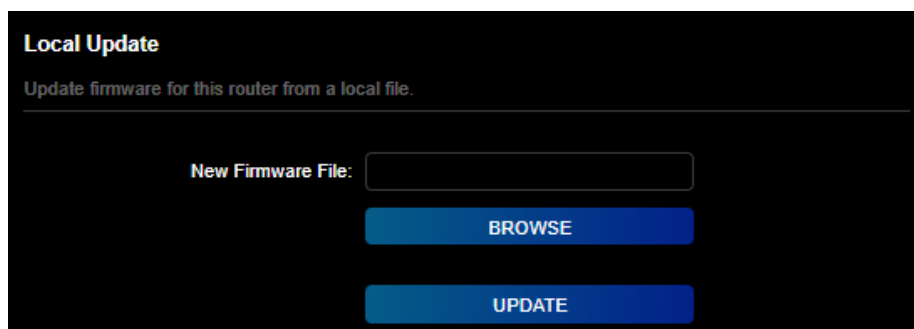 Local Update
Update firmware for this router from a local file.
New Firmware File:
BROWSE
UPDATE